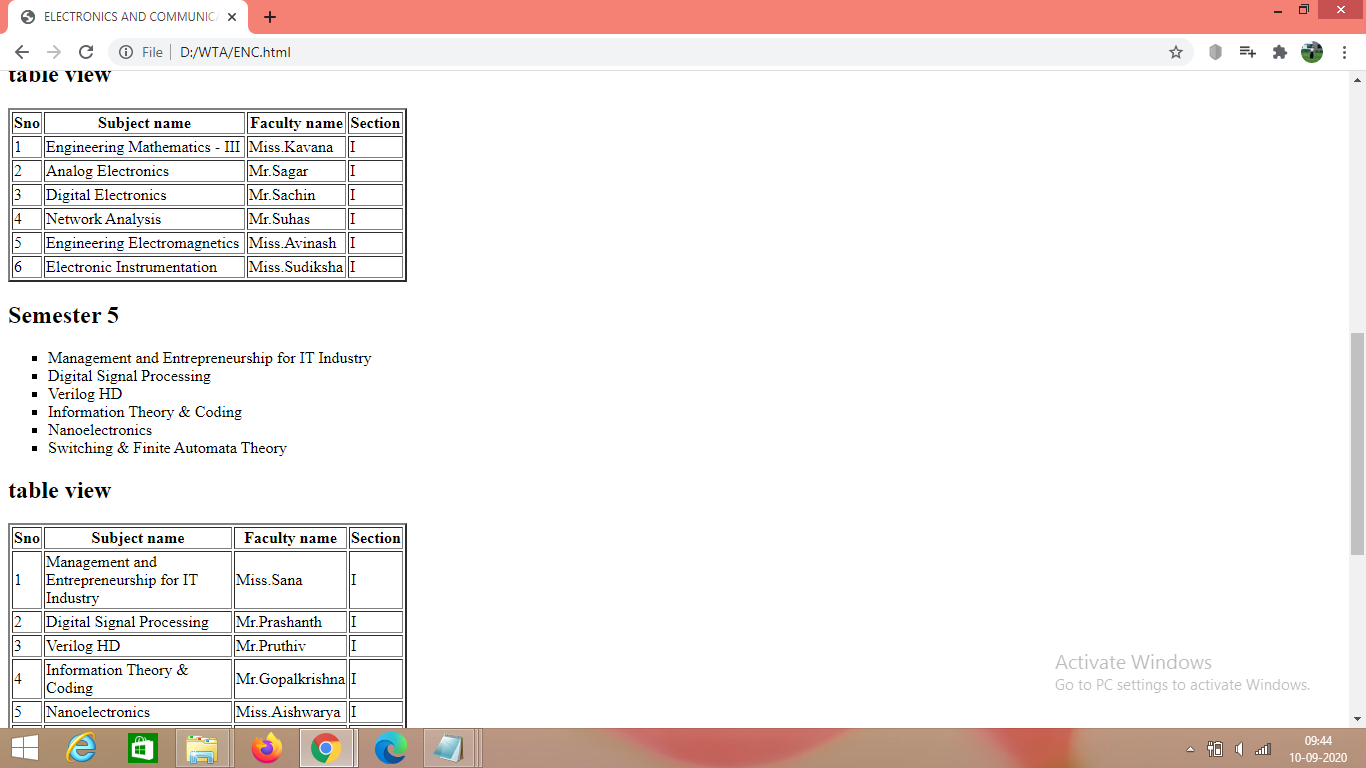 ELECTRONICS AND COMMUNICA
File
D:/WTA/ENC.html
table view
Sno Subject name Faculty name Section
1 Engineering Mathematics - III Miss.Kavana I
2 Analog Electronics Mr.Sagar I
3 Digital Electronics Mr.Sachin I
4 Network Analysis Mr.Suhas I
5 Engineering Electromagnetics Miss.Avinash I
6 Electronic Instrumentation Miss.Sudiksha I
Semester 5
Management and Entrepreneurship for IT Industry
Digital Signal Processing
Verilog HD
Information Theory & Coding
Nanoelectronics
Switching & Finite Automata Theory
table view
Sno Subject name Faculty name Section
Management and
1 Entrepreneurship for IT Miss.Sana I
Industry
2 Digital Signal Processing Mr.Prashanth I
3 Verilog HD Mr.Pruthiv I
Information Theory &
4 Coding Mr.Gopalkrishna I
5 Nanoelectronics Miss.Aishwarya I
Activate Windows
Go to PC settings to activate Windows.
09:44
10-09-2020